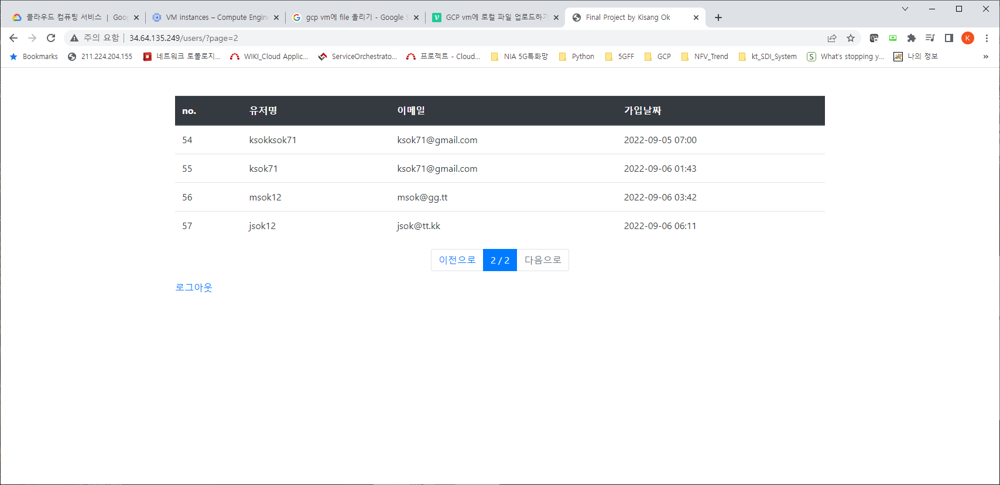 클라우드 컴퓨팅 서비스 | Goo
VM instances – Compute Engin
gcp vm에 file 올리기 - Google S
GCP vm에 로컬 파일 업로드하기
Final Project by Kisang Ok
주의 요함 34.64.135.249/users/?page=2
K
Bookmarks 211.224.204.155 네트워크 토폴로지... WIKI_Cloud Applic... ServiceOrchestrato... 프로젝트 - Cloud... NIA 5G특화망 Python 5GFF GCP NFV_Trend kt_SDI_System S What's stopping y... 나의 정보 »
no. 유저명 이메일 가입날짜
54 ksokksok71 ksok71@gmail.com 2022-09-05 07:00
55 ksok71 ksok71@gmail.com 2022-09-06 01:43
56 msok12 msok@gg.tt 2022-09-06 03:42
57 jsok12 jsok@tt.kk 2022-09-06 06:11
이전으로 2 / 2 다음으로
로그아웃